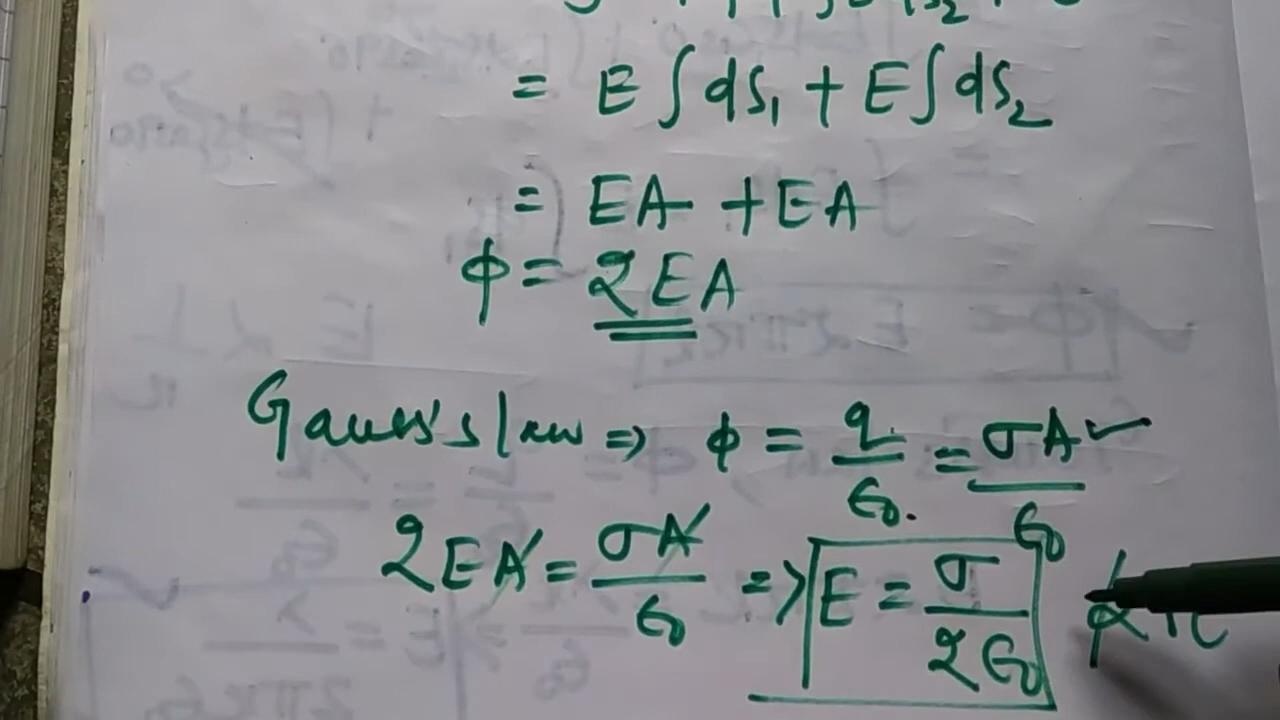 = E ∫ dS₁ + E ∫ dS₂
= EA + EA
φ = 2EA
Gauss's law => φ = q/ε₀. = σA/ε₀ ✓
2EA = σA/ε₀ => E = σ/2ε₀